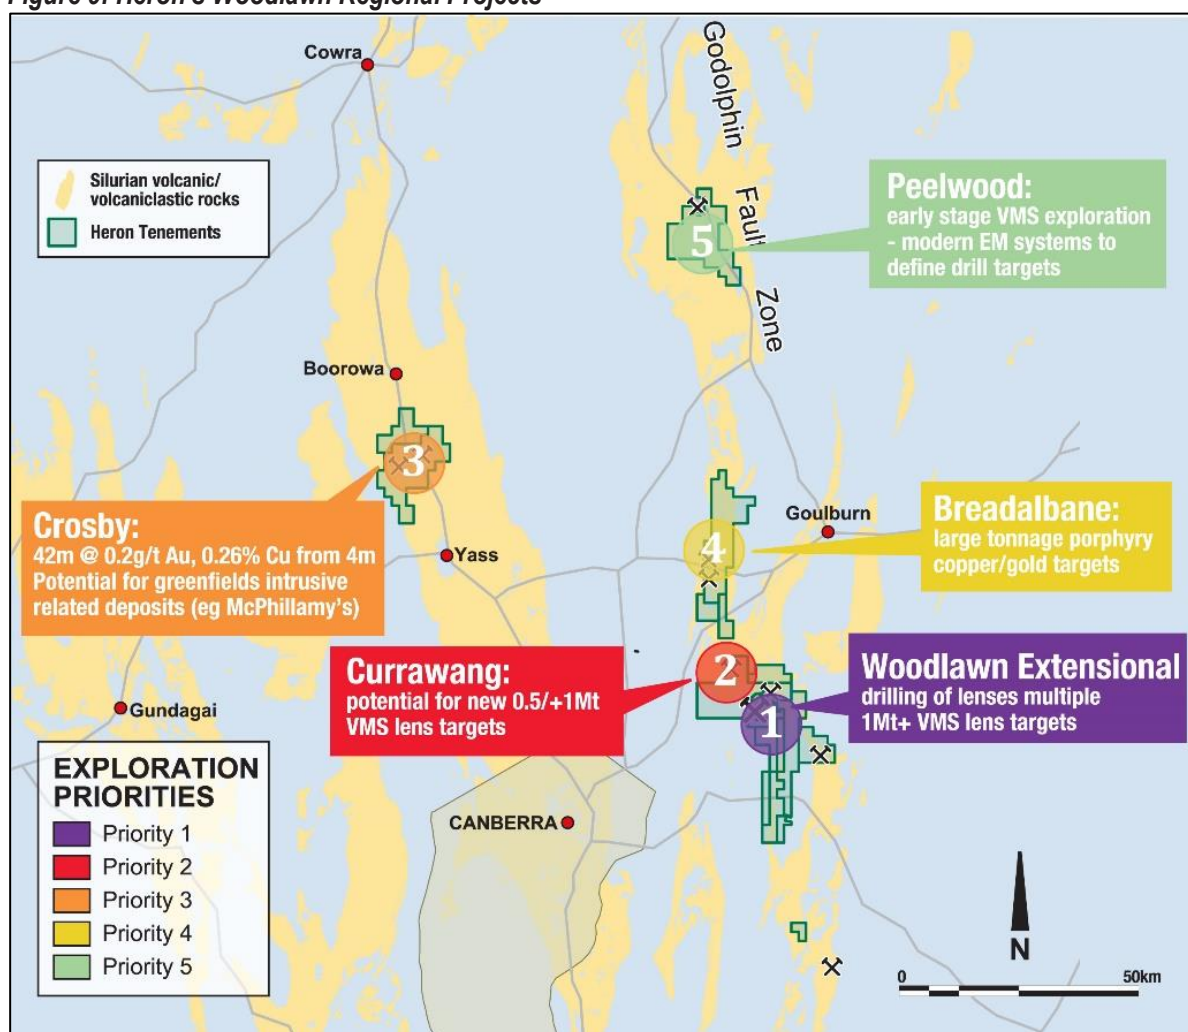 Figure 9: Heron's Woodlawn Regional Projects
Cowra
Godolphin
Fault
Zone
Silurian volcanic/
volcaniclastic rocks
Heron Tenements
Peelwood:
early stage VMS exploration
- modern EM systems to
define drill targets
5
Boorowa
3
Crosby:
42m @ 0.2g/t Au, 0.26% Cu from 4m
Potential for greenfields intrusive
related deposits (eg McPhillamy's)
Yass
Goulburn
4
Breadalbane:
large tonnage porphyry
copper/gold targets
Currawang:
potential for new 0.5/+1Mt
VMS lens targets
2
Woodlawn Extensional
drilling of lenses multiple
1Mt+ VMS lens targets
1
Gundagai
EXPLORATION
PRIORITIES
Priority 1
Priority 2
Priority 3
Priority 4
Priority 5
CANBERRA
N
0 50km